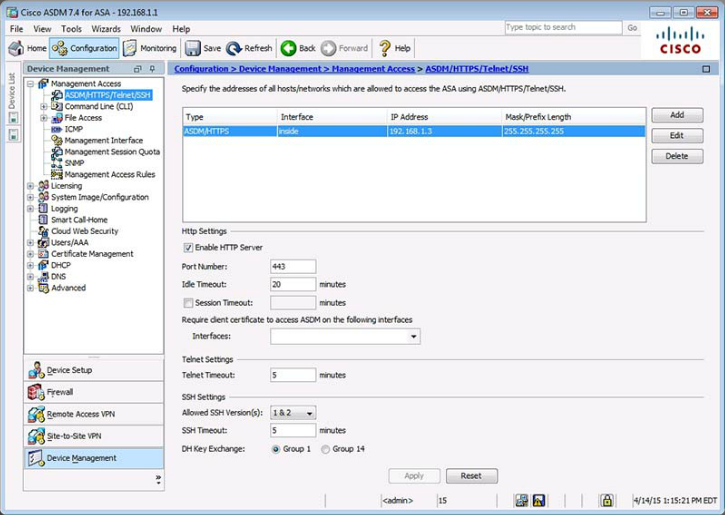 Cisco ASDM 7.4 for ASA - 192.168.1.1
File View Tools Wizards Window Help
Type topic to search Go
Home Configuration Monitoring Save Refresh Back Forward Help
CISCO
Device List
Device Management
Management Access
ASDM/HTTPS/Telnet/SSH
Command Line (CLI)
File Access
ICMP
Management Interface
Management Session Quota
SNMP
Management Access Rules
Licensing
System Image/Configuration
Logging
Smart Call-Home
Cloud Web Security
Users/AAA
Certificate Management
DHCP
DNS
Advanced
Device Setup
Firewall
Remote Access VPN
Site-to-Site VPN
Device Management
Configuration > Device Management > Management Access > ASDM/HTTPS/Telnet/SSH
Specify the addresses of all hosts/networks which are allowed to access the ASA using ASDM/HTTPS/Telnet/SSH.
Type Interface IP Address Mask/Prefix Length
ASDM/HTTPS inside 192.168.1.3 255.255.255.255
Add
Edit
Delete
Http Settings
Enable HTTP Server
Port Number: 443
Idle Timeout: 20 minutes
Session Timeout: minutes
Require client certificate to access ASDM on the following interfaces
Interfaces:
Telnet Settings
Telnet Timeout: 5 minutes
SSH Settings
Allowed SSH Version(s): 1 & 2
SSH Timeout: 5 minutes
DH Key Exchange: Group 1 Group 14
Apply Reset
<admin> 15 4/14/15 1:15:21 PM EDT